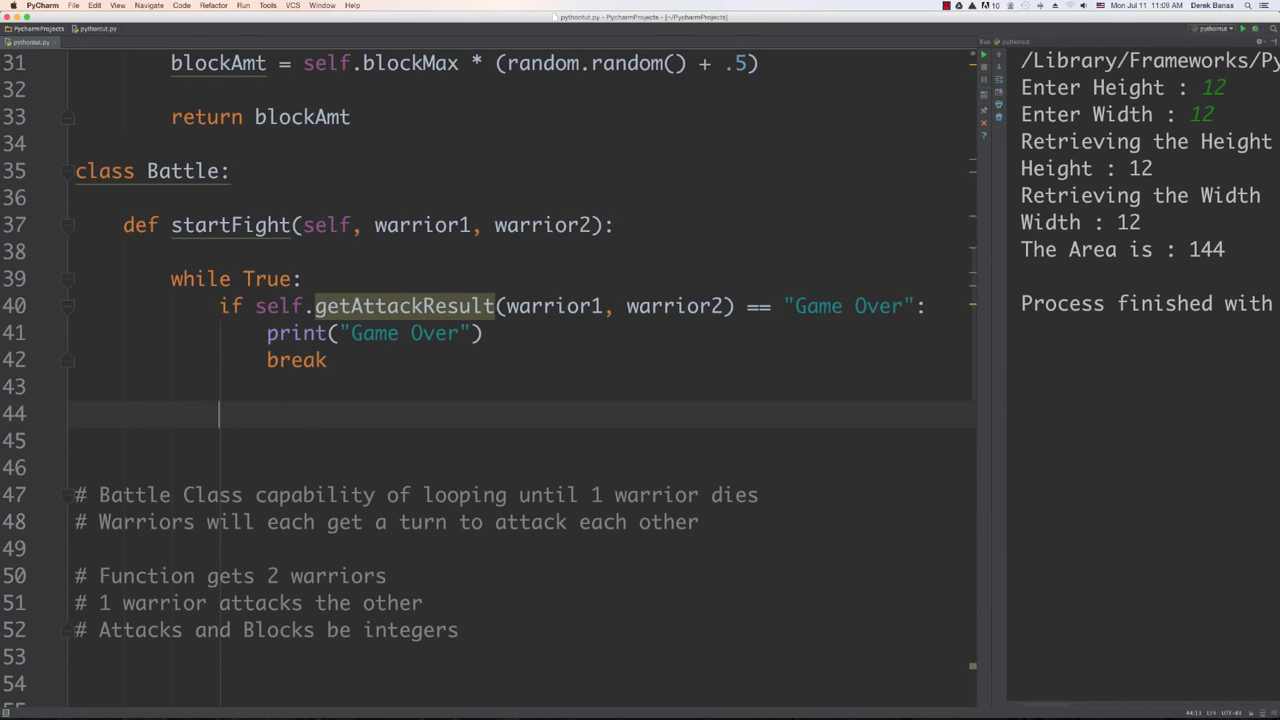 PyCharm File Edit View Navigate Code Refactor Run Tools VCS Window Help 10 Mon Jul 11 11:09 AM Derek Banas
pythontut.py - PycharmProjects - [~/PycharmProjects]
PycharmProjects pythontut.py pythontut
pythontut.py
Run pythontut
31 blockAmt = self.blockMax * (random.random() + .5)
32
33 return blockAmt
34
35 class Battle:
36
37 def startFight(self, warrior1, warrior2):
38
39 while True:
40 if self.getAttackResult(warrior1, warrior2) == "Game Over":
41 print("Game Over")
42 break
43
44
45
46
47 # Battle Class capability of looping until 1 warrior dies
48 # Warriors will each get a turn to attack each other
49
50 # Function gets 2 warriors
51 # 1 warrior attacks the other
52 # Attacks and Blocks be integers
53
54
/Library/Frameworks/Py
Enter Height : 12
Enter Width : 12
Retrieving the Height
Height : 12
Retrieving the Width
Width : 12
The Area is : 144
Process finished with
44:13 LF÷ UTF-8÷